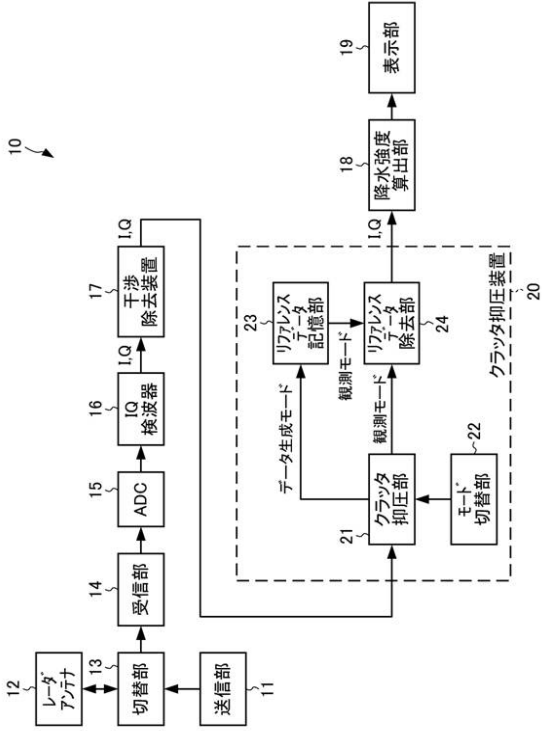 10
12
レーダ
アンテナ
13
切替部
送信部
11
14
受信部
15
ADC
16
IQ
検波器
I,Q
17
干渉
除去装置
I,Q
データ生成モード
21
クラッタ
抑圧部
モード
切替部
22
23
リファレンス
データ
記憶部
観測モード
観測モード
リファレンス
データ
除去部
24
クラッタ抑圧装置
20
I,Q
18
降水強度
算出部
19
表示部